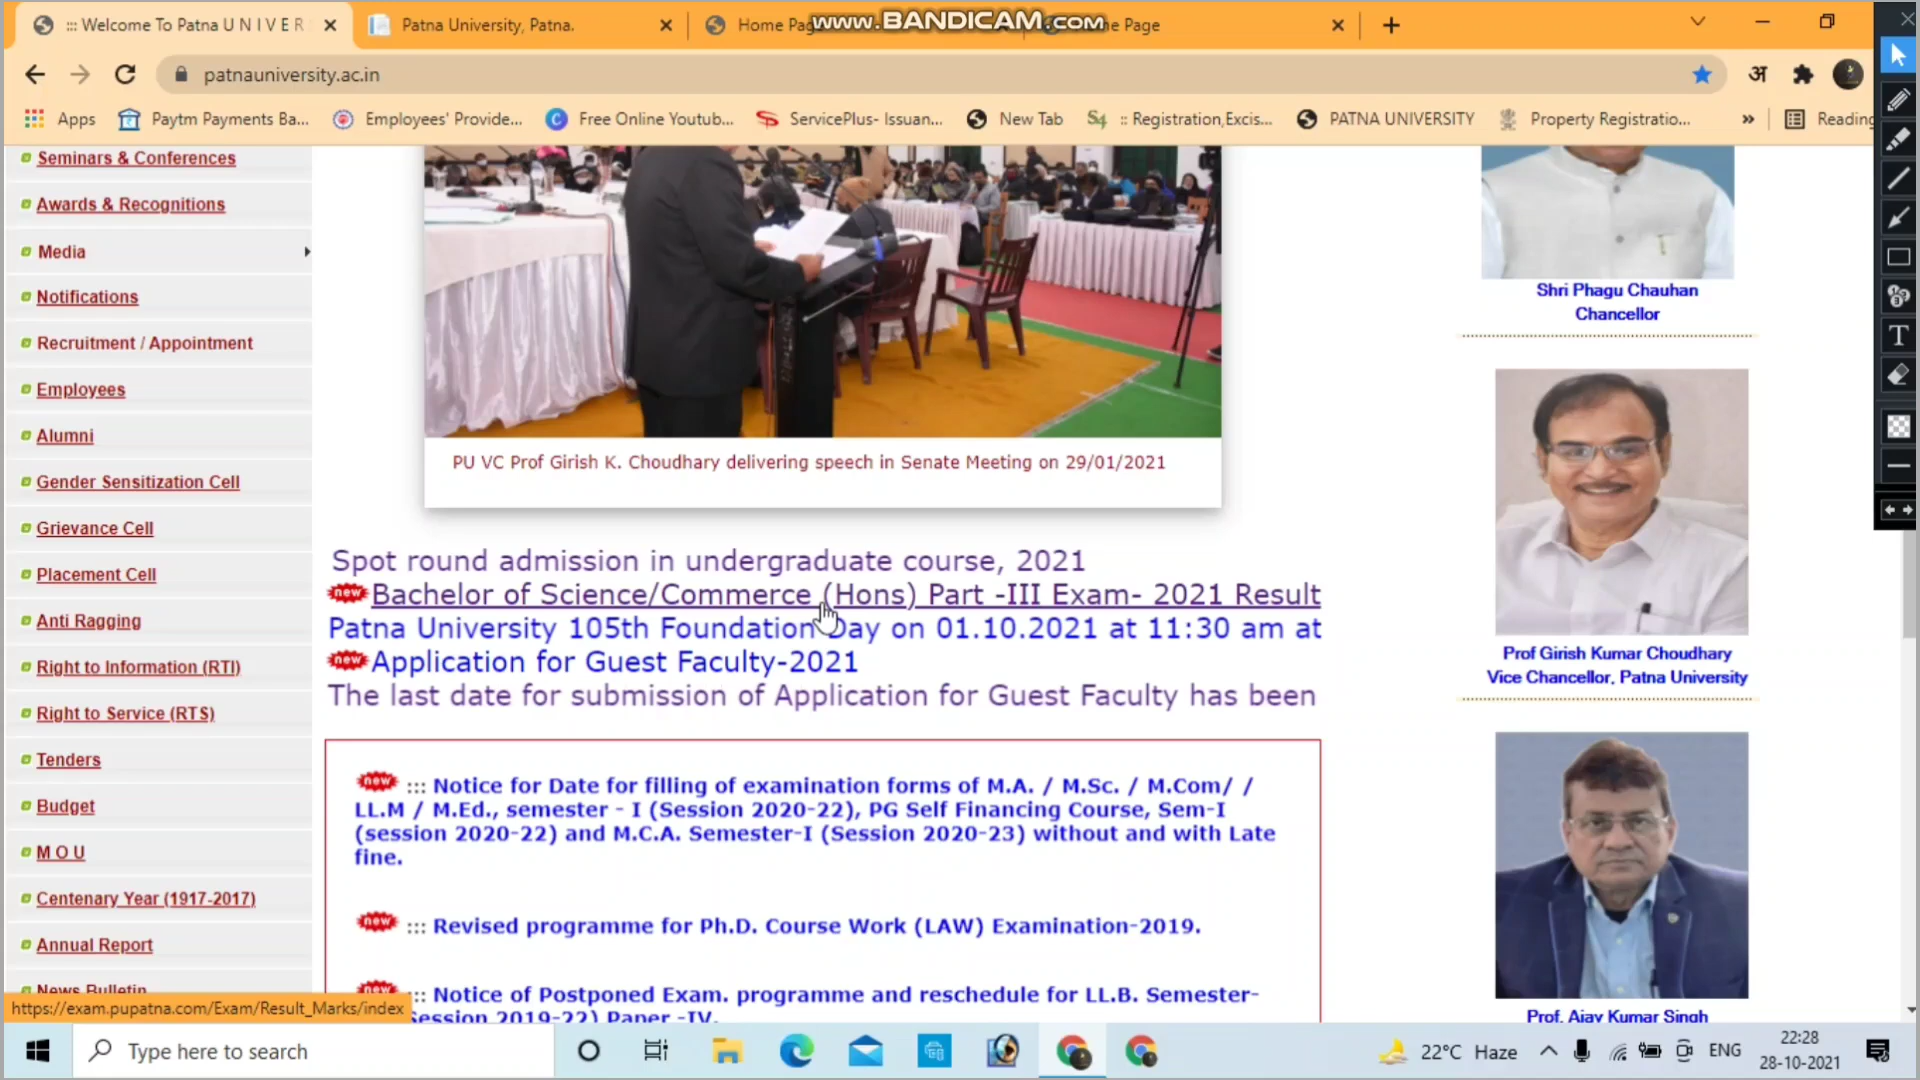 ::: Welcome To Patna U N I V E R
Patna University, Patna.
Home Pag
www.BANDICAM.com
e Page
patnauniversity.ac.in
अ
Apps
Paytm Payments Ba...
Employees' Provide...
Free Online Youtub...
ServicePlus- Issuan...
New Tab
:: Registration,Excis...
PATNA UNIVERSITY
Property Registratio...
»
Reading
Seminars & Conferences
Awards & Recognitions
Media
Notifications
Recruitment / Appointment
Employees
Alumni
Gender Sensitization Cell
Grievance Cell
Placement Cell
Anti Ragging
Right to Information (RTI)
Right to Service (RTS)
Tenders
Budget
M O U
Centenary Year (1917-2017)
Annual Report
News Bulletin
https://exam.pupatna.com/Exam/Result_Marks/index
PU VC Prof Girish K. Choudhary delivering speech in Senate Meeting on 29/01/2021
Spot round admission in undergraduate course, 2021
new Bachelor of Science/Commerce (Hons) Part -III Exam- 2021 Result
Patna University 105th Foundation Day on 01.10.2021 at 11:30 am at
new Application for Guest Faculty-2021
The last date for submission of Application for Guest Faculty has been
new ::: Notice for Date for filling of examination forms of M.A. / M.Sc. / M.Com/ /
LL.M / M.Ed., semester - I (Session 2020-22), PG Self Financing Course, Sem-I
(session 2020-22) and M.C.A. Semester-I (Session 2020-23) without and with Late
fine.
new ::: Revised programme for Ph.D. Course Work (LAW) Examination-2019.
new :: Notice of Postponed Exam. programme and reschedule for LL.B. Semester-
Session 2019-22) Paper -IV.
Shri Phagu Chauhan
Chancellor
Prof Girish Kumar Choudhary
Vice Chancellor, Patna University
Prof. Ajay Kumar Singh
T
Type here to search
22°C Haze
ENG
22:28
28-10-2021